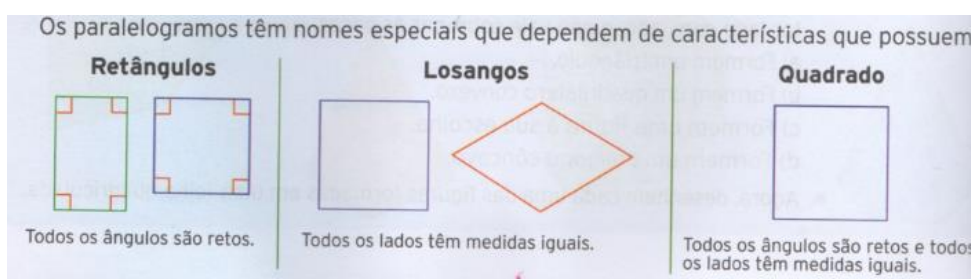 Os paralelogramos têm nomes especiais que dependem de características que possuem
Retângulos
Losangos
Quadrado
Todos os ângulos são retos.
Todos os lados têm medidas iguais.
Todos os ângulos são retos e todos
os lados têm medidas iguais.